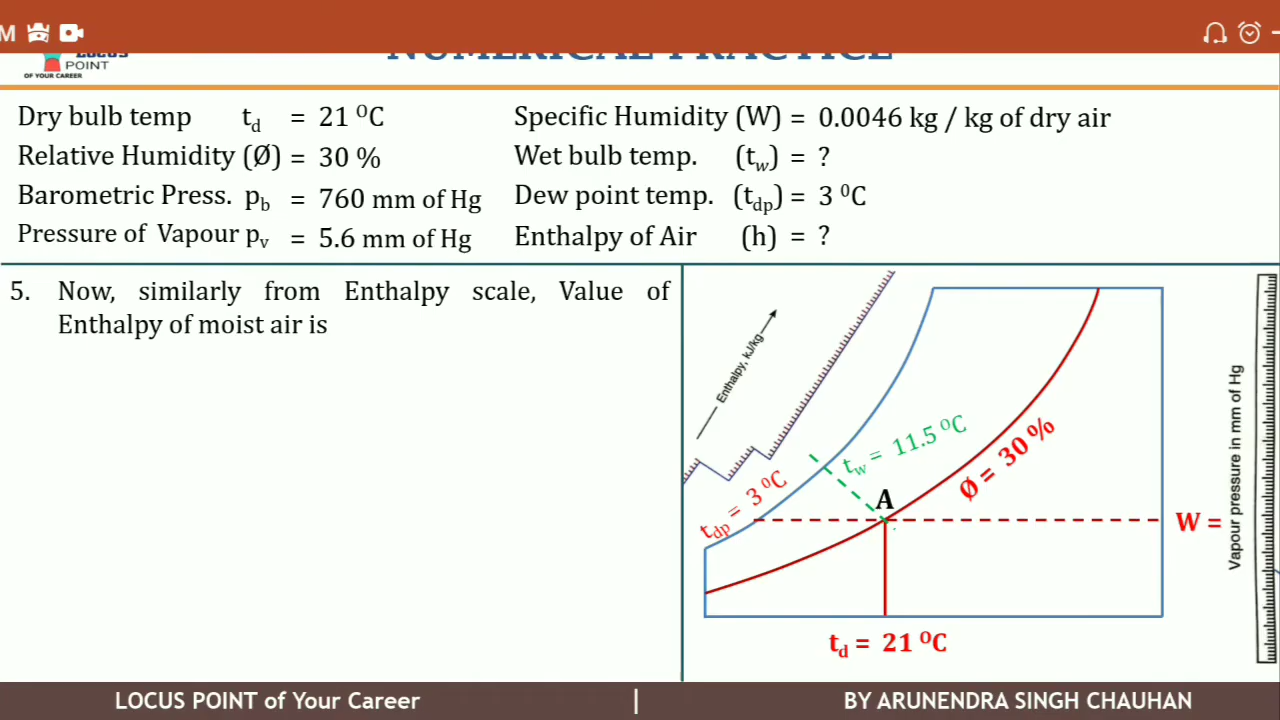 M
NUMERICAL PRACTICE
LOCUS
POINT
OF YOUR CAREER
Dry bulb temp t_d = 21 ⁰C
Relative Humidity (Ø) = 30 %
Barometric Press. p_b = 760 mm of Hg
Pressure of Vapour p_v = 5.6 mm of Hg
Specific Humidity (W) = 0.0046 kg / kg of dry air
Wet bulb temp. (t_w) = ?
Dew point temp. (t_dp) = 3 ⁰C
Enthalpy of Air (h) = ?
5. Now, similarly from Enthalpy scale, Value of
Enthalpy of moist air is
Enthalpy, kJ/kg
t_w = 11.5 ⁰C
Ø = 30 %
t_dp = 3 ⁰C
A
W =
Vapour pressure in mm of Hg
t_d = 21 ⁰C
LOCUS POINT of Your Career | BY ARUNENDRA SINGH CHAUHAN